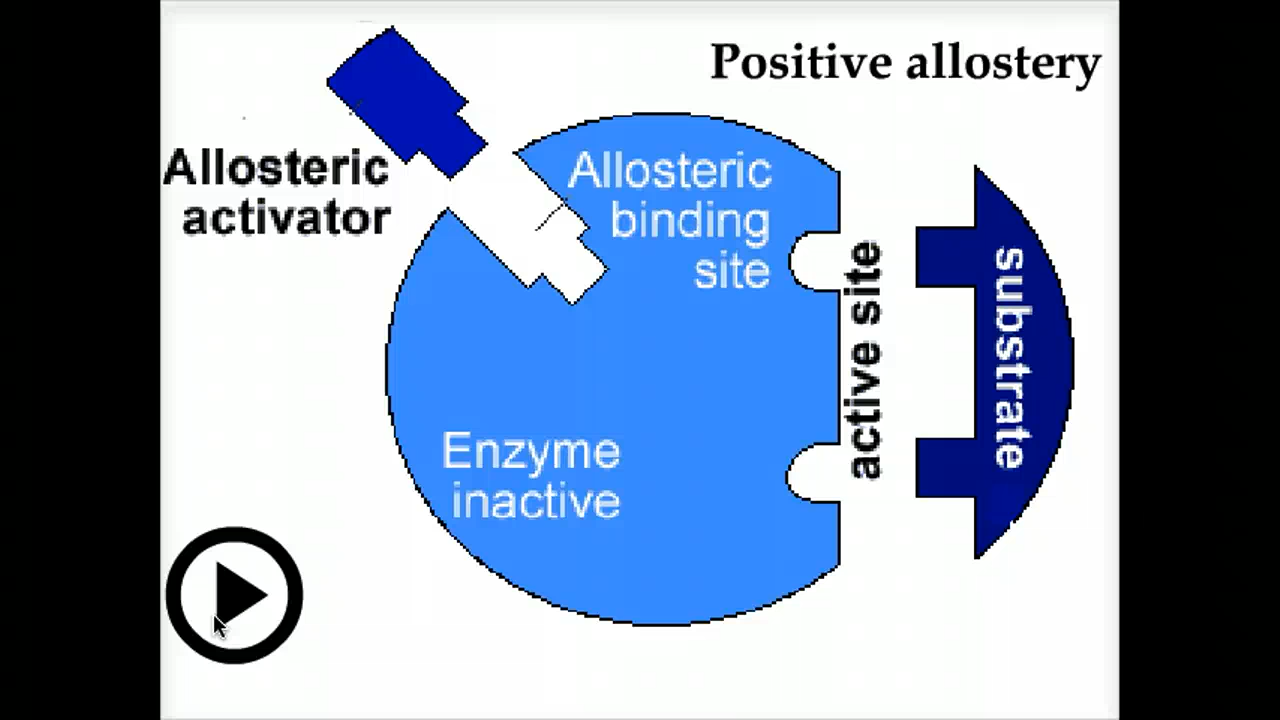 Positive allostery
Allosteric
activator
Allosteric
binding
site
active site
substrate
Enzyme
inactive